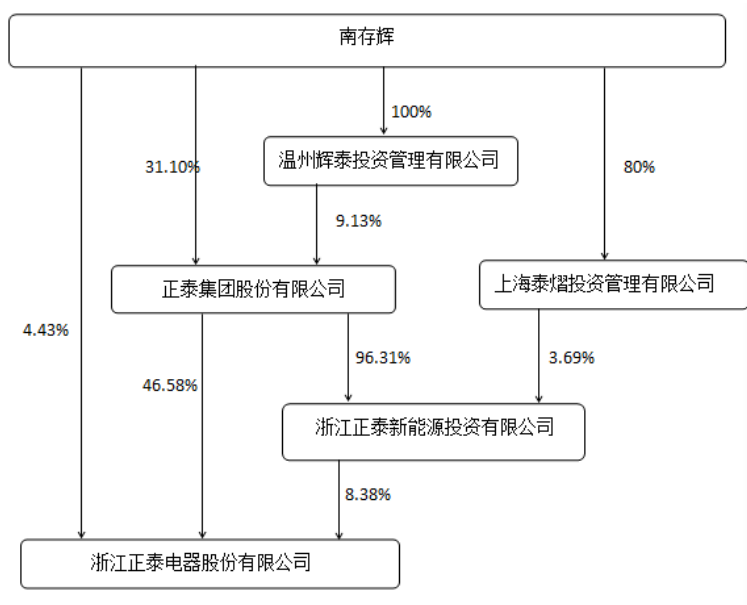 南存辉
100%
温州辉泰投资管理有限公司
31.10%
80%
9.13%
正泰集团股份有限公司
上海泰熠投资管理有限公司
4.43%
46.58%
96.31%
3.69%
浙江正泰新能源投资有限公司
8.38%
浙江正泰电器股份有限公司